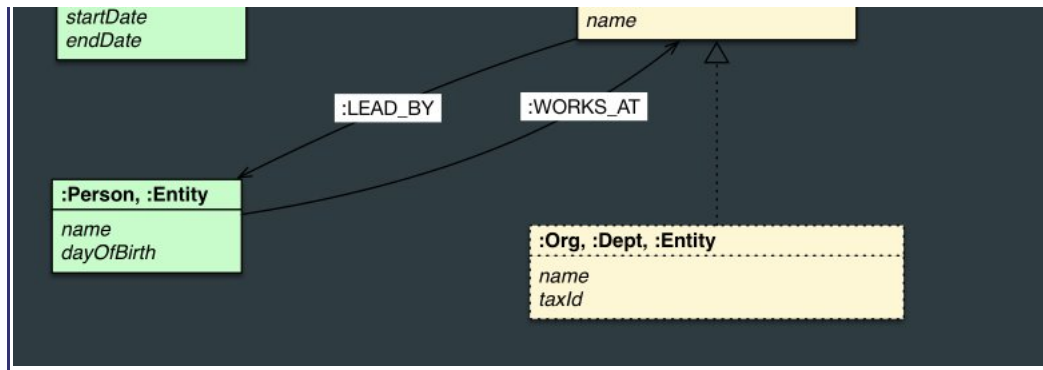 startDate
endDate
name
:LEAD_BY
:WORKS_AT
:Person, :Entity
name
dayOfBirth
:Org, :Dept, :Entity
name
taxId